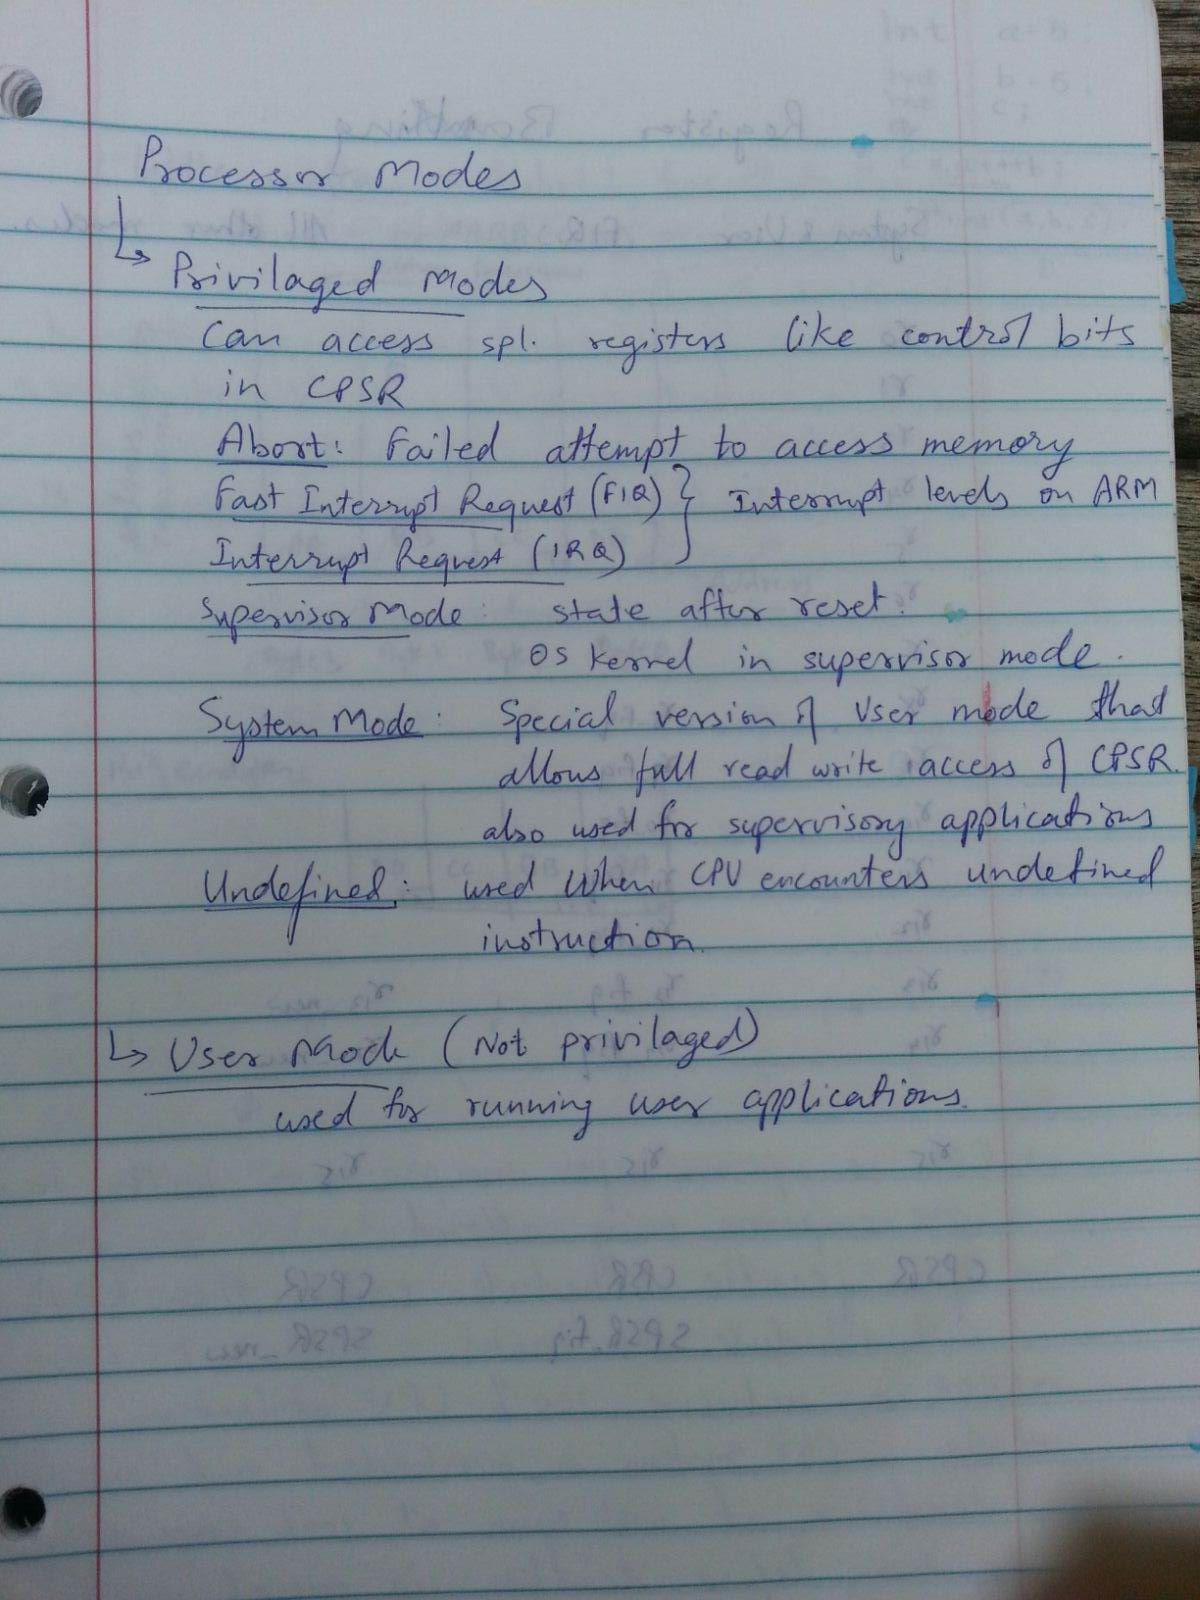 Processor Modes
↳ Privilaged Modes
Can access spl. registers like control bits
in CPSR
Abort: Failed attempt to access memory
Fast Interrupt Request (FIQ) } Interrupt levels on ARM
Interrupt Request (IRQ)
Supervisor Mode: state after reset.
OS kernel in supervisor mode.
System Mode: Special version of User mode that
allows full read write access of CPSR.
also used for supervisory applications
Undefined: used when CPU encounters undefined
instruction.
↳ User Mode (Not privilaged)
used for running user applications.